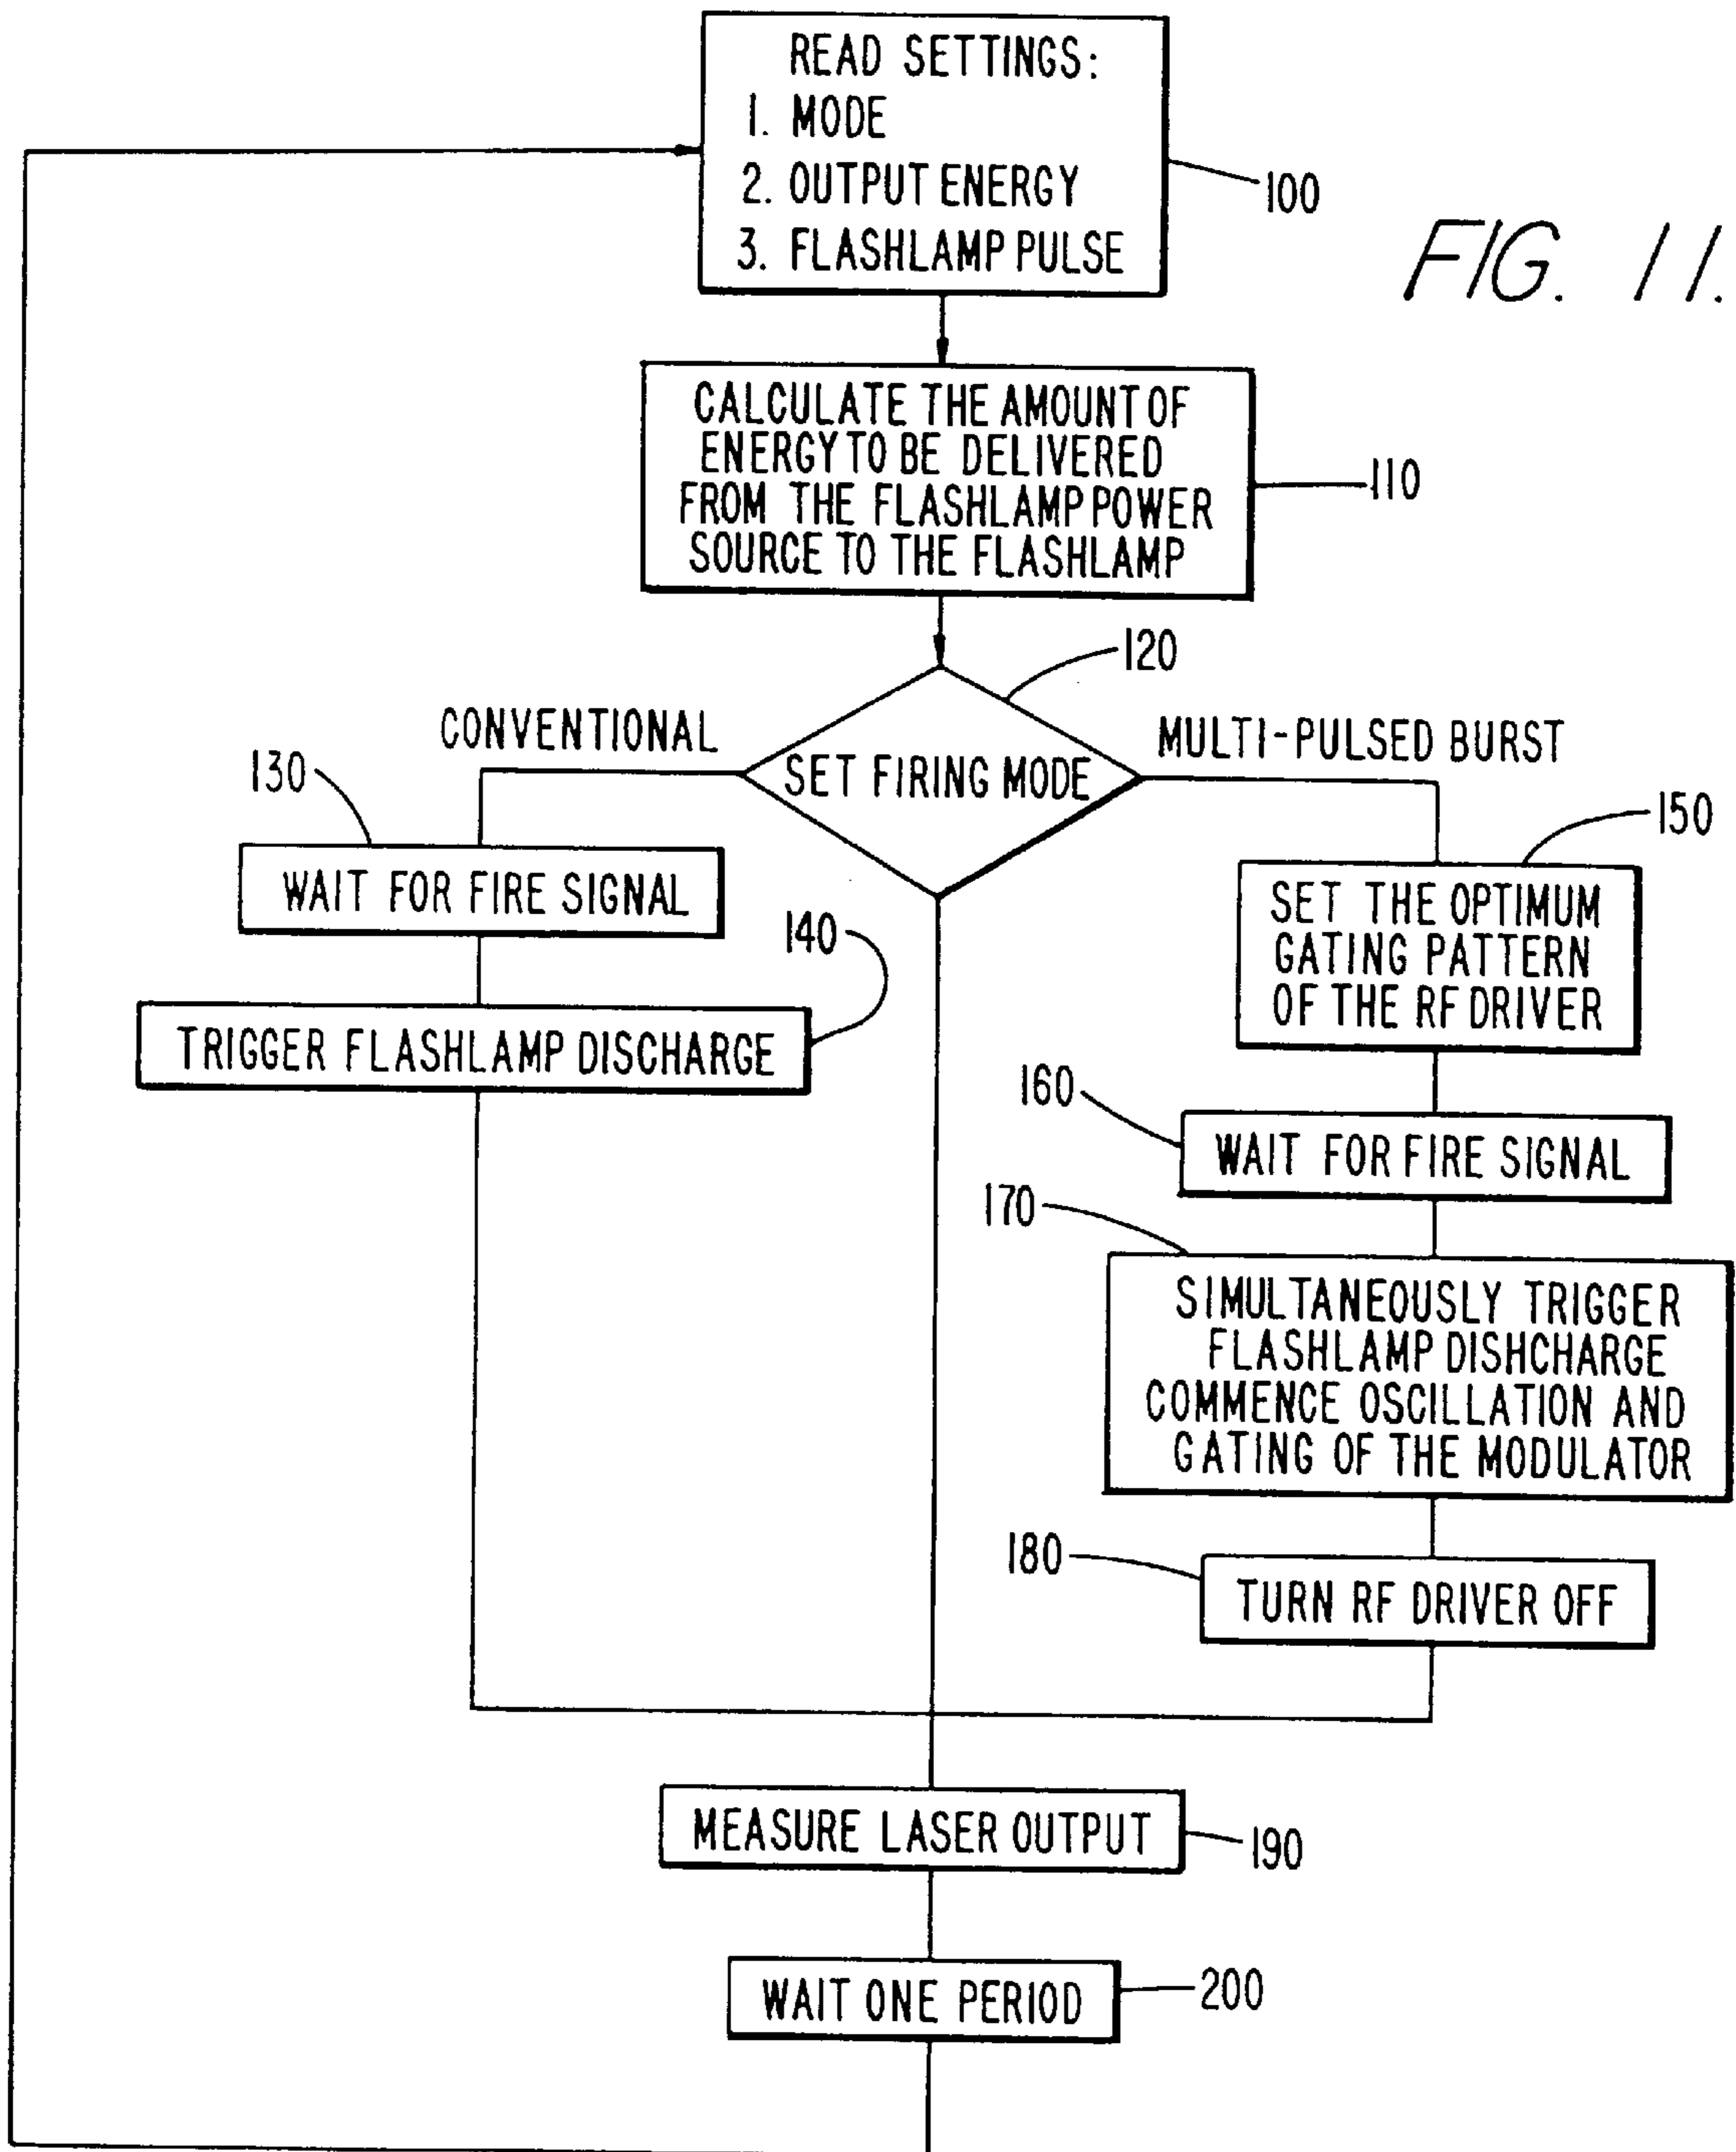 READ SETTINGS:
1. MODE
2. OUTPUT ENERGY
3. FLASHLAMP PULSE
100
FIG. 11.
CALCULATE THE AMOUNT OF
ENERGY TO BE DELIVERED
FROM THE FLASHLAMP POWER
SOURCE TO THE FLASHLAMP
110
120
CONVENTIONAL
SET FIRING MODE
MULTI-PULSED BURST
130
WAIT FOR FIRE SIGNAL
140
TRIGGER FLASHLAMP DISCHARGE
150
SET THE OPTIMUM
GATING PATTERN
OF THE RF DRIVER
160
WAIT FOR FIRE SIGNAL
170
SIMULTANEOUSLY TRIGGER
FLASHLAMP DISHCHARGE
COMMENCE OSCILLATION AND
GATING OF THE MODULATOR
180
TURN RF DRIVER OFF
MEASURE LASER OUTPUT
190
WAIT ONE PERIOD
200